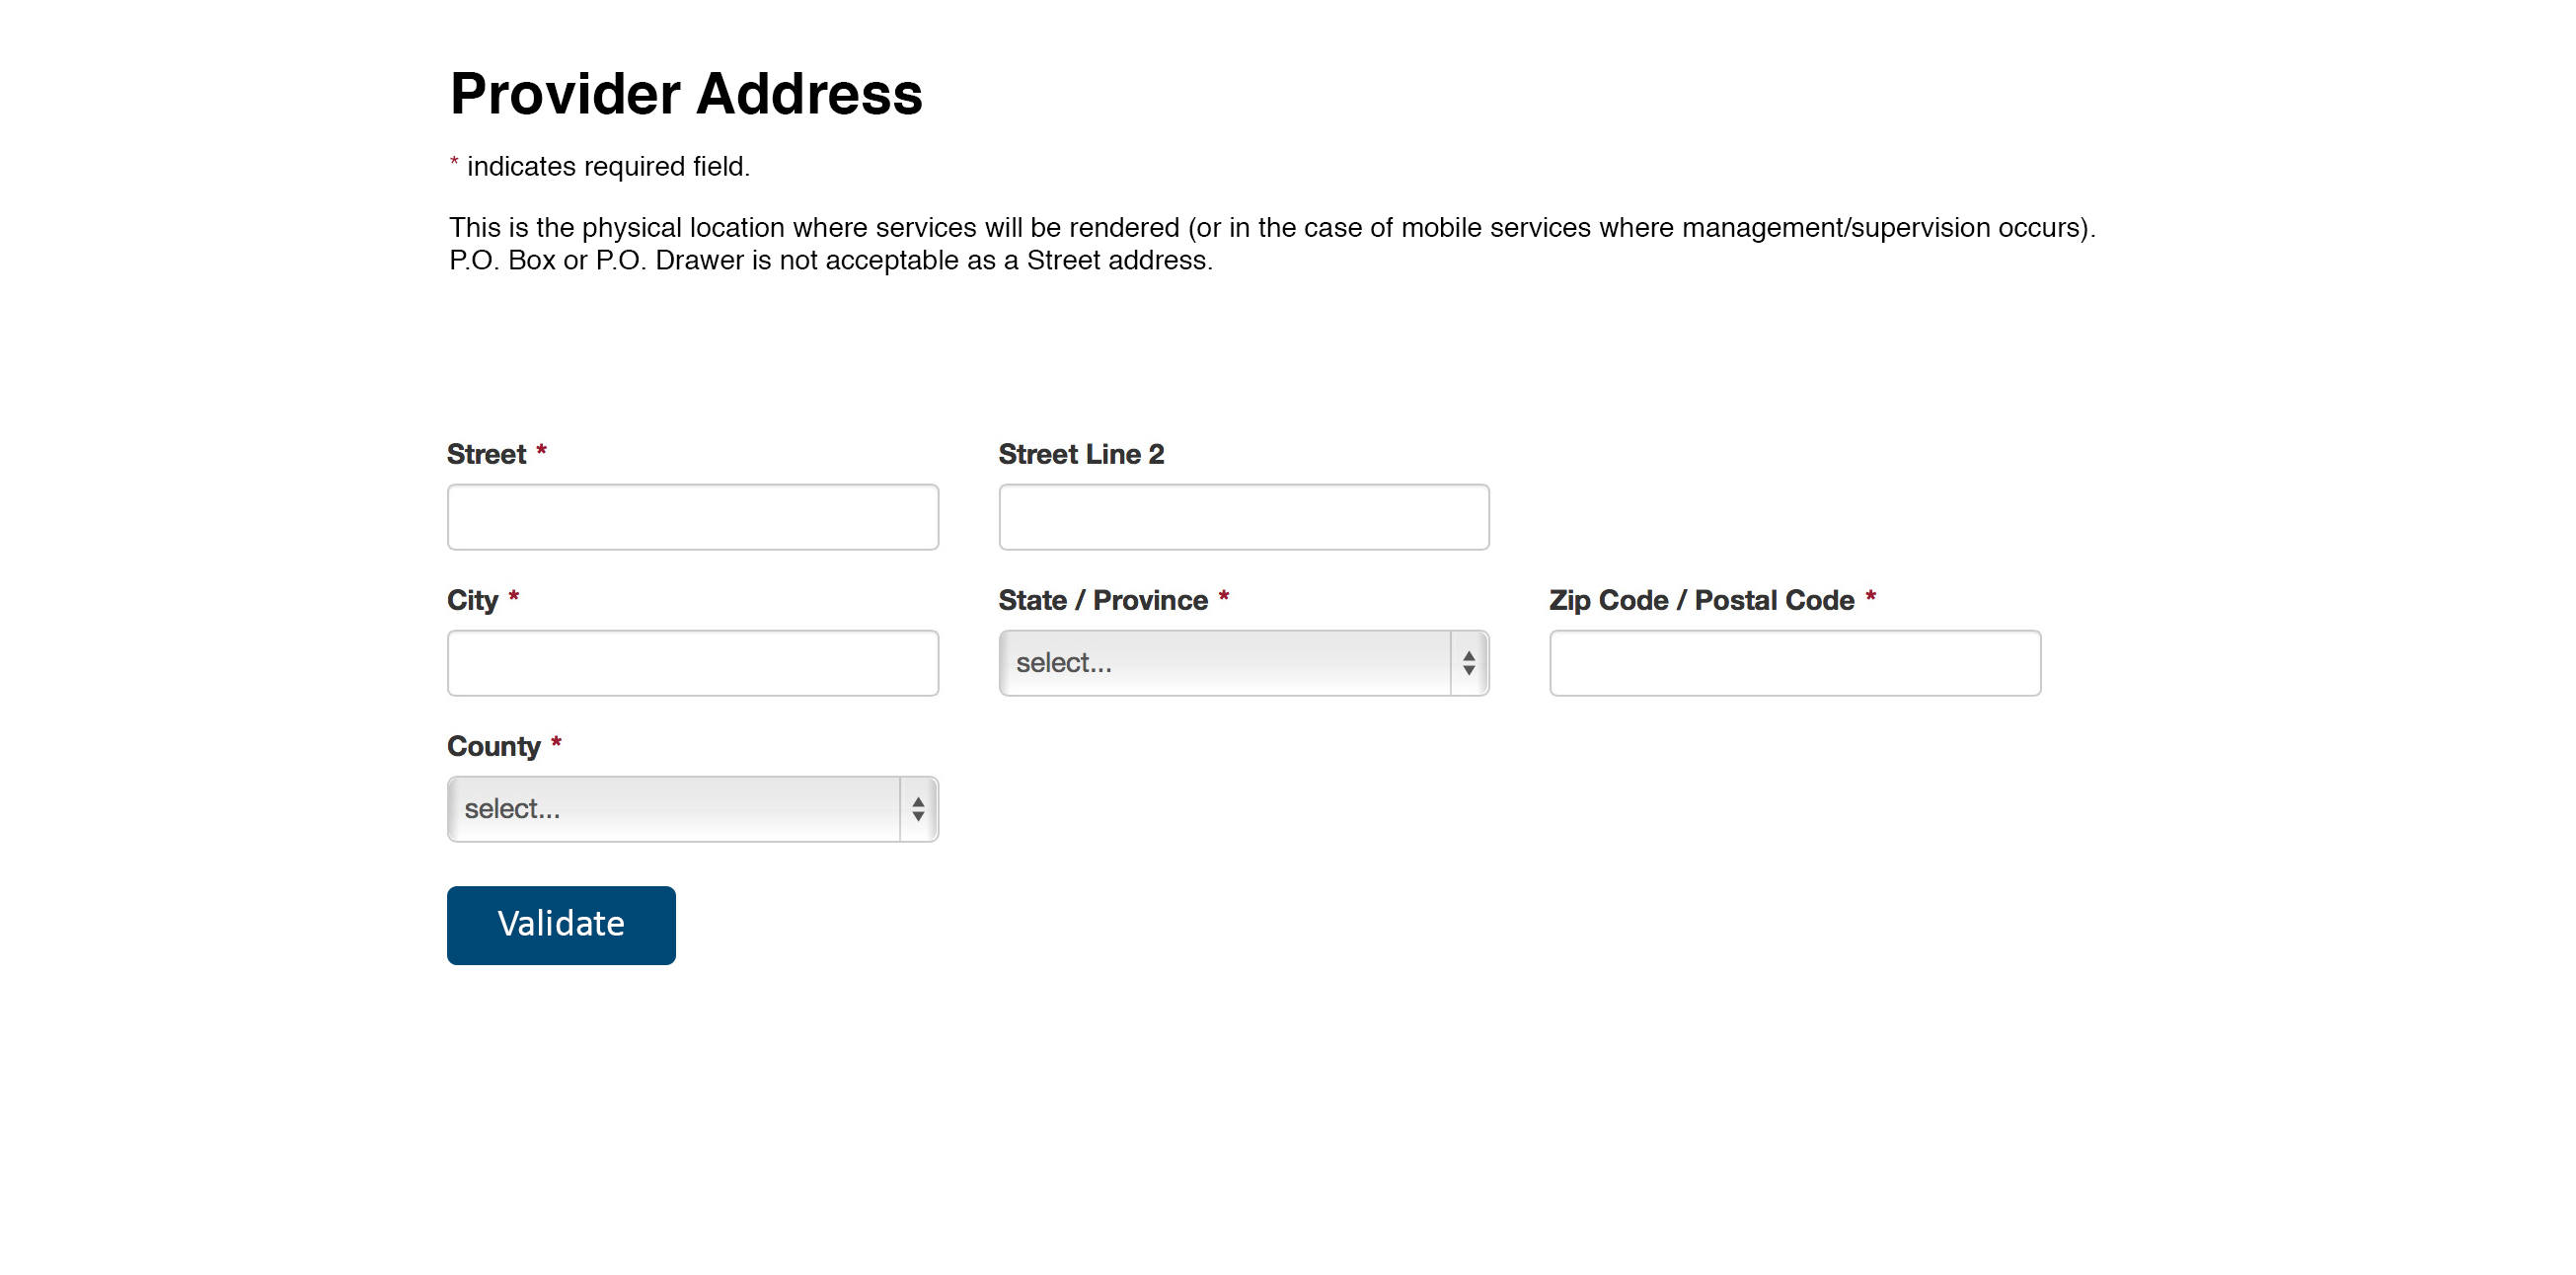 Provider Address
* indicates required field.
This is the physical location where services will be rendered (or in the case of mobile services where management/supervision occurs).
P.O. Box or P.O. Drawer is not acceptable as a Street address.
Street *
Street Line 2
City *
State / Province *
Zip Code / Postal Code *
select...
County *
select...
Validate